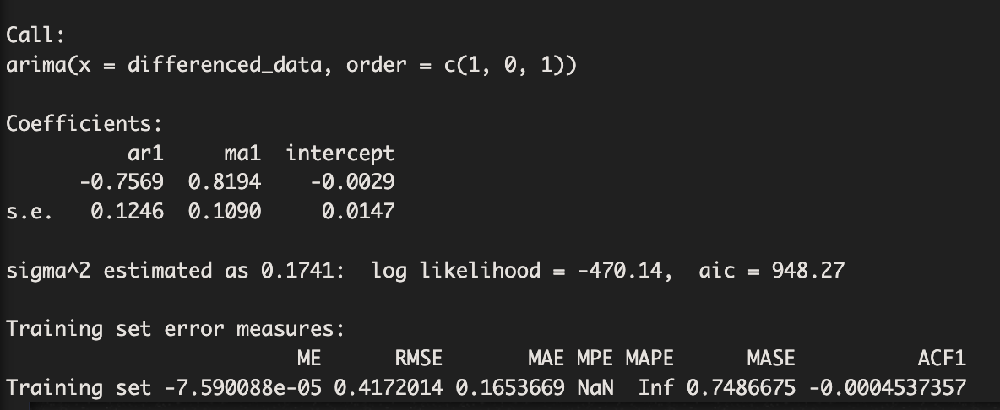 Call:
arima(x = differenced_data, order = c(1, 0, 1))
Coefficients:
ar1 ma1 intercept
-0.7569 0.8194 -0.0029
s.e. 0.1246 0.1090 0.0147
sigma^2 estimated as 0.1741: log likelihood = -470.14, aic = 948.27
Training set error measures:
ME RMSE MAE MPE MAPE MASE ACF1
Training set -7.590088e-05 0.4172014 0.1653669 NaN Inf 0.7486675 -0.0004537357